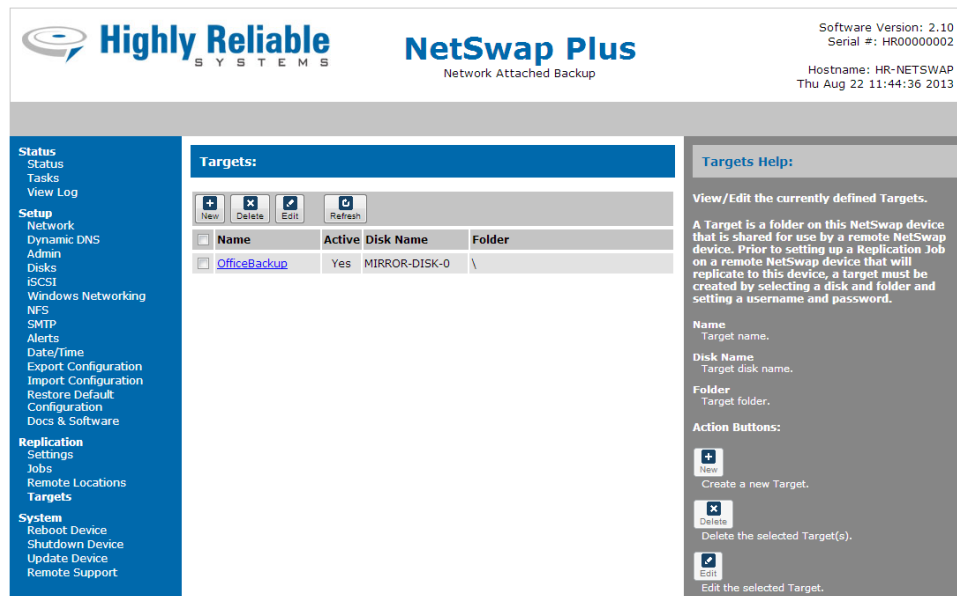 Highly Reliable
SYSTEMS
NetSwap Plus
Network Attached Backup
Software Version: 2.10
Serial #: HR00000002
Hostname: HR-NETSWAP
Thu Aug 22 11:44:36 2013
Status
Status
Tasks
View Log
Setup
Network
Dynamic DNS
Admin
Disks
iSCSI
Windows Networking
NFS
SMTP
Alerts
Date/Time
Export Configuration
Import Configuration
Restore Default
Configuration
Docs & Software
Replication
Settings
Jobs
Remote Locations
Targets
System
Reboot Device
Shutdown Device
Update Device
Remote Support
Targets:
New Delete Edit Refresh
Name Active Disk Name Folder
OfficeBackup Yes MIRROR-DISK-0 \
Targets Help:
View/Edit the currently defined Targets.
A Target is a folder on this NetSwap device
that is shared for use by a remote NetSwap
device. Prior to setting up a Replication Job
on a remote NetSwap device that will
replicate to this device, a target must be
created by selecting a disk and folder and
setting a username and password.
Name
Target name.
Disk Name
Target disk name.
Folder
Target folder.
Action Buttons:
New
Create a new Target.
Delete
Delete the selected Target(s).
Edit
Edit the selected Target.